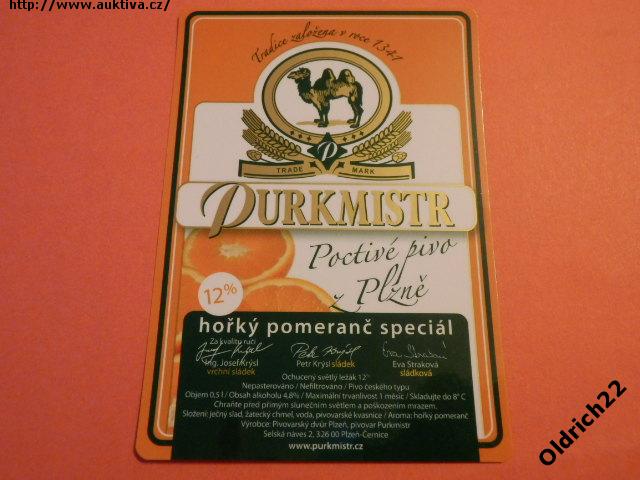 http://www.auktiva.cz/
Tradice založena v roce 1341
P
TRADE MARK
PURKMISTR
Poctivé pivo
z Plzně
12%
hořký pomeranč speciál
Za kvalitu ručí
Ing. Josef Krýsl
vrchní sládek
Petr Krýsl sládek
Eva Straková
sládková
Ochucený světlý ležák 12%
Nepasterováno / Nefiltrováno / Pivo českého typu
Objem 0,5 l / Obsah alkoholu 4,8% / Maximální trvanlivost 1 měsíc / Skladujte do 8° C
Chraňte před přímým slunečním světlem a poškozením mrazem.
Složení: ječný slad, žatecký chmel, voda, pivovarské kvasnice / Aroma: hořký pomeranč
Výrobce: Pivovarský dvůr Plzeň, pivovar Purkmistr
Selská náves 2, 326 00 Plzeň-Černice
www.purkmistr.cz
Oldrich22